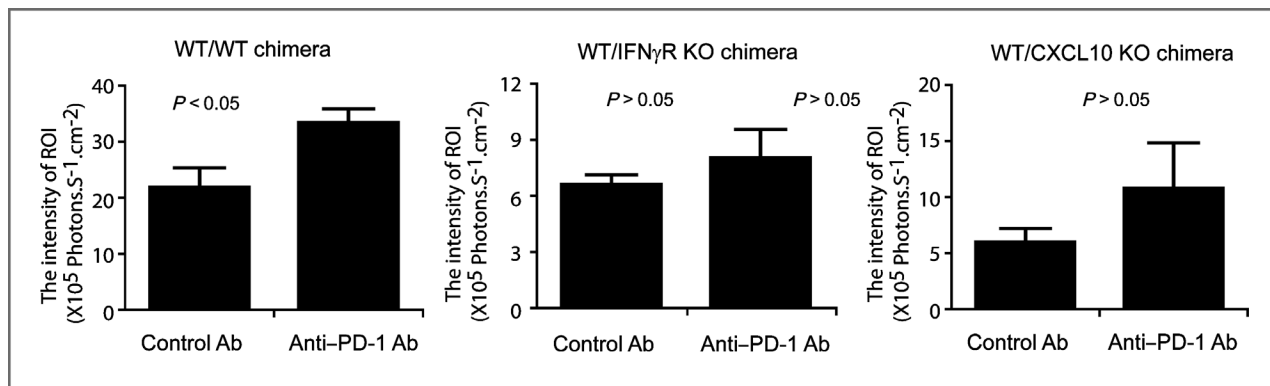 WT/WT chimera
The intensity of ROI
(X10⁵ Photons.S⁻¹.cm⁻²)
40
30
20
10
0
P < 0.05
Control Ab
Anti–PD-1 Ab
WT/IFNγR KO chimera
The intensity of ROI
(X10⁵ Photons.S⁻¹.cm⁻²)
12
9
6
3
0
P > 0.05
P > 0.05
Control Ab
Anti–PD-1 Ab
WT/CXCL10 KO chimera
The intensity of ROI
(X10⁵ Photons.S⁻¹.cm⁻²)
20
15
10
5
0
P > 0.05
Control Ab
Anti–PD-1 Ab